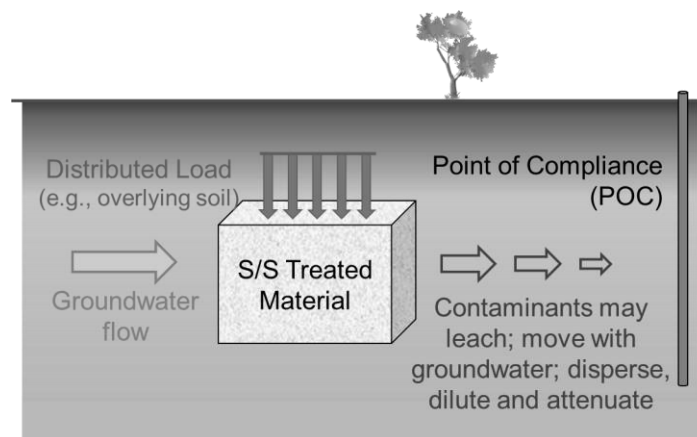 Distributed Load
(e.g., overlying soil)
Point of Compliance
(POC)
S/S Treated
Material
Groundwater
flow
Contaminants may
leach; move with
groundwater; disperse,
dilute and attenuate